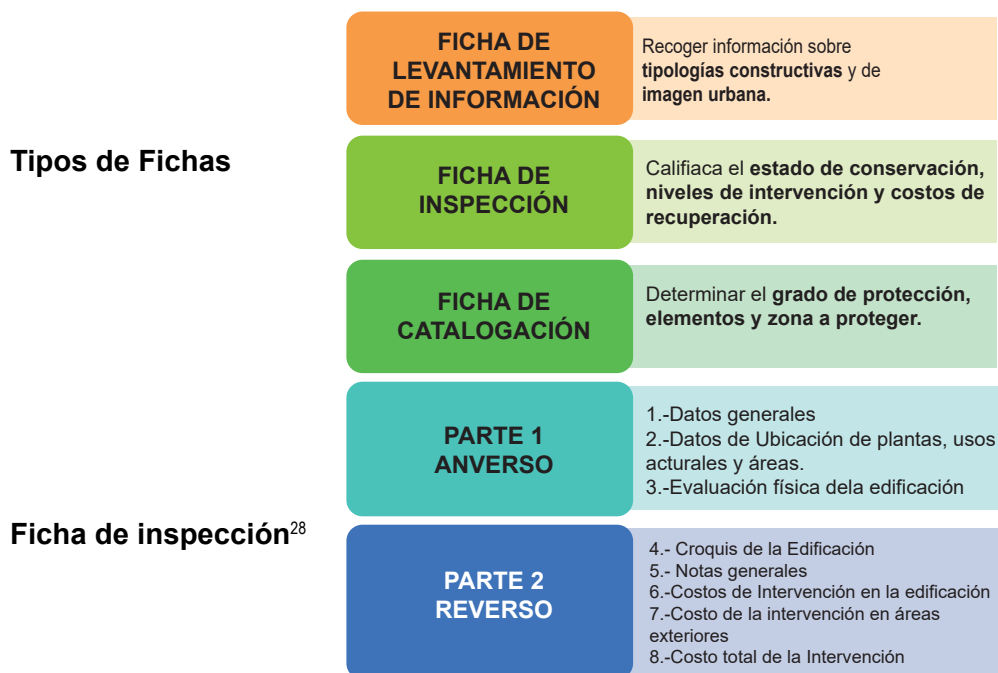 Tipos de Fichas
FICHA DE
LEVANTAMIENTO
DE INFORMACIÓN
Recoger información sobre
tipologías constructivas y de
imagen urbana.
FICHA DE
INSPECCIÓN
Califiaca el estado de conservación,
niveles de intervención y costos de
recuperación.
FICHA DE
CATALOGACIÓN
Determinar el grado de protección,
elementos y zona a proteger.
Ficha de inspección28
PARTE 1
ANVERSO
1.-Datos generales
2.-Datos de Ubicación de plantas, usos
acturales y áreas.
3.-Evaluación física dela edificación
PARTE 2
REVERSO
4.- Croquis de la Edificación
5.- Notas generales
6.-Costos de Intervención en la edificación
7.-Costo de la intervención en áreas
exteriores
8.-Costo total de la Intervención